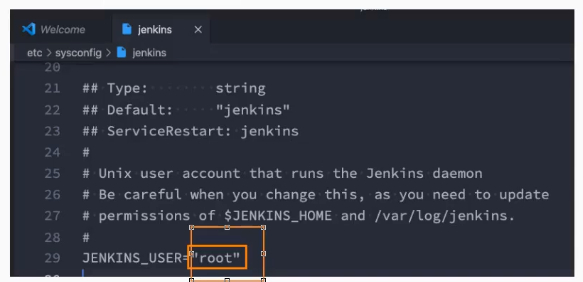 Welcome
jenkins
etc > sysconfig > jenkins
20
21 ## Type: string
22 ## Default: "jenkins"
23 ## ServiceRestart: jenkins
24 #
25 # Unix user account that runs the Jenkins daemon
26 # Be careful when you change this, as you need to update
27 # permissions of $JENKINS_HOME and /var/log/jenkins.
28 #
29 JENKINS_USER="root"